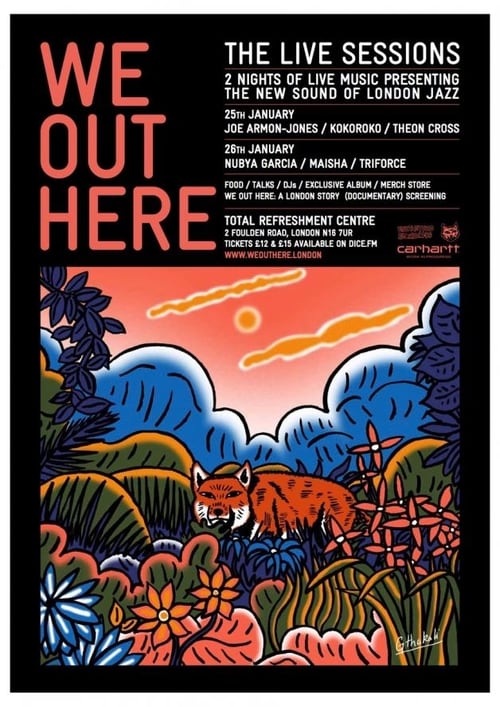 WE
OUT
HERE
THE LIVE SESSIONS
2 NIGHTS OF LIVE MUSIC PRESENTING
THE NEW SOUND OF LONDON JAZZ
25TH JANUARY
JOE ARMON-JONES / KOKOROKO / THEON CROSS
26TH JANUARY
NUBYA GARCIA / MAISHA / TRIFORCE
FOOD / TALKS / DJs / EXCLUSIVE ALBUM / MERCH STORE
WE OUT HERE: A LONDON STORY (DOCUMENTARY) SCREENING
TOTAL REFRESHMENT CENTRE
2 FOULDEN ROAD, LONDON N16 7UR
TICKETS £12 & £15 AVAILABLE ON DICE.FM
WWW.WEOUTHERE.LONDON
carhartt
WORK IN PROGRESS